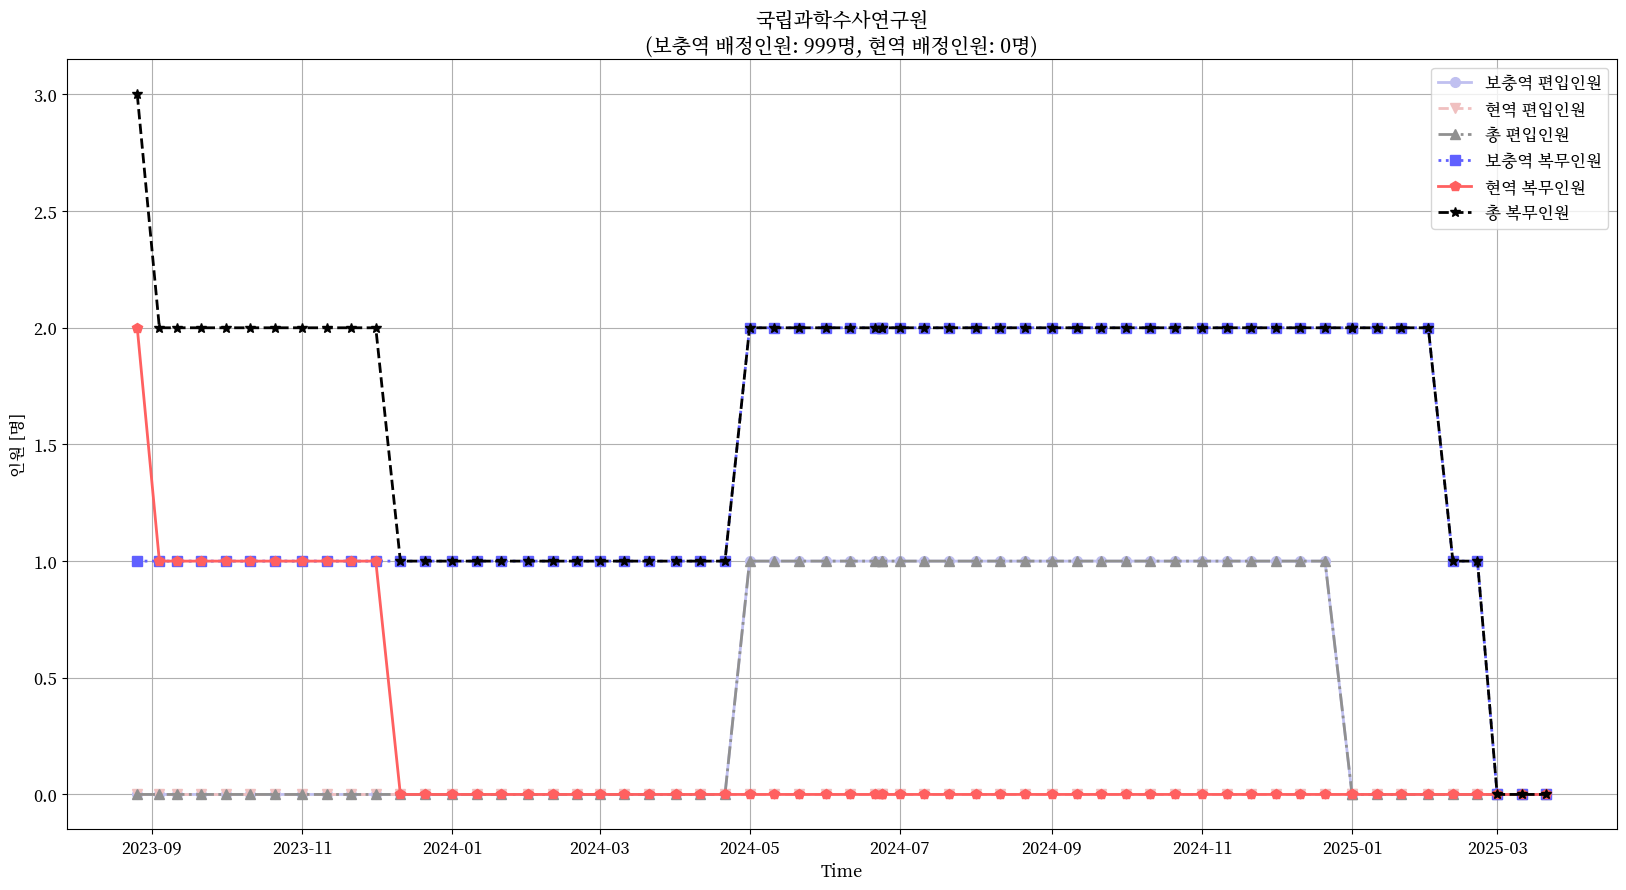 국립과학수사연구원
(보충역 배정인원: 999명, 현역 배정인원: 0명)
보충역 편입인원
현역 편입인원
총 편입인원
보충역 복무인원
현역 복무인원
총 복무인원
인원 [명]
3.0
2.5
2.0
1.5
1.0
0.5
0.0
2023-09
2023-11
2024-01
2024-03
2024-05
2024-07
2024-09
2024-11
2025-01
2025-03
Time